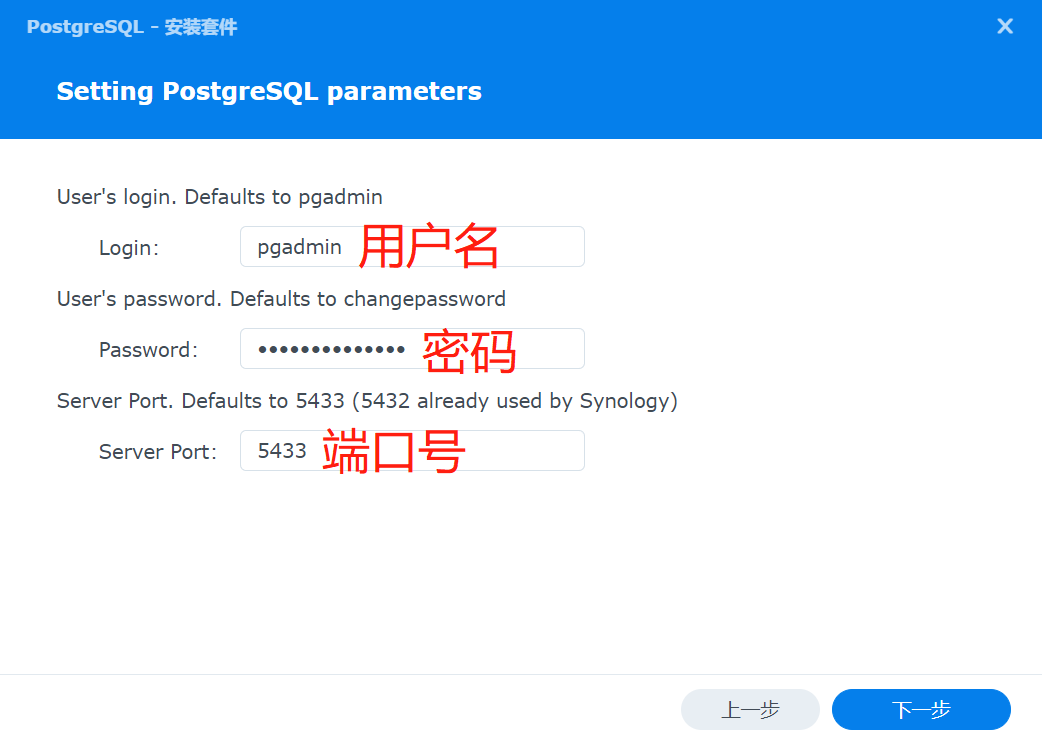 PostgreSQL - 安装套件
Setting PostgreSQL parameters
User's login. Defaults to pgadmin
Login: pgadmin 用户名
User's password. Defaults to changepassword
Password: •••••••••••••• 密码
Server Port. Defaults to 5433 (5432 already used by Synology)
Server Port: 5433 端口号
上一步 下一步